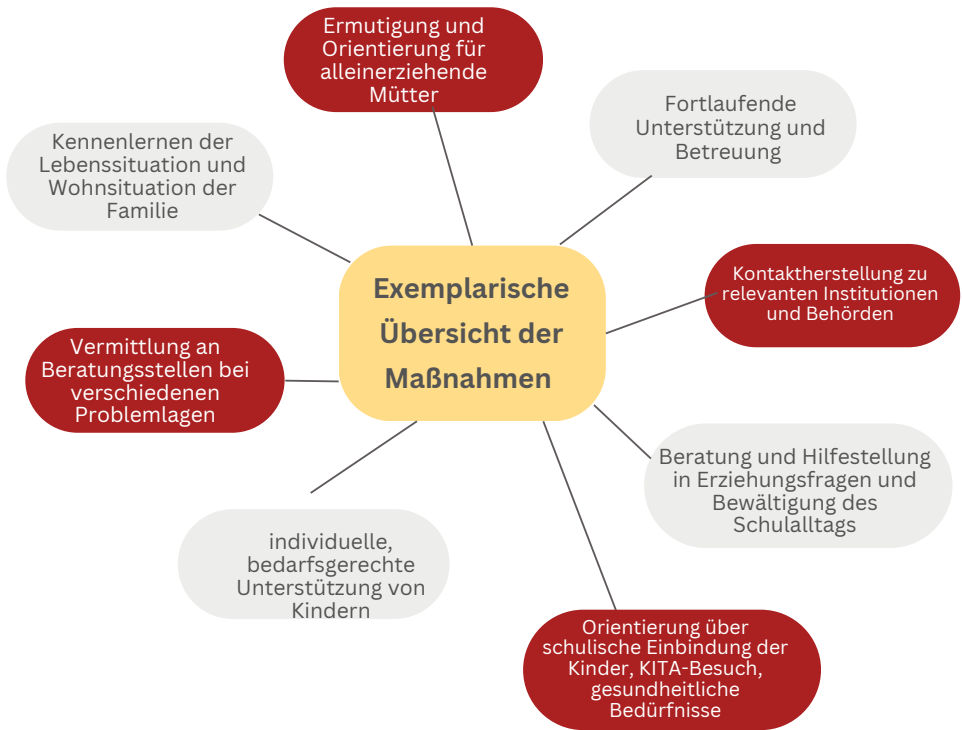 Ermutigung und
Orientierung für
alleinerziehende
Mütter
Fortlaufende
Unterstützung und
Betreuung
Kennenlernen der
Lebenssituation und
Wohnsituation der
Familie
Exemplarische
Übersicht der
Maßnahmen
Kontaktherstellung zu
relevanten Institutionen
und Behörden
Vermittlung an
Beratungsstellen bei
verschiedenen
Problemlagen
Beratung und Hilfestellung
in Erziehungsfragen und
Bewältigung des
Schulalltags
individuelle,
bedarfsgerechte
Unterstützung von
Kindern
Orientierung über
schulische Einbindung der
Kinder, KITA-Besuch,
gesundheitliche
Bedürfnisse